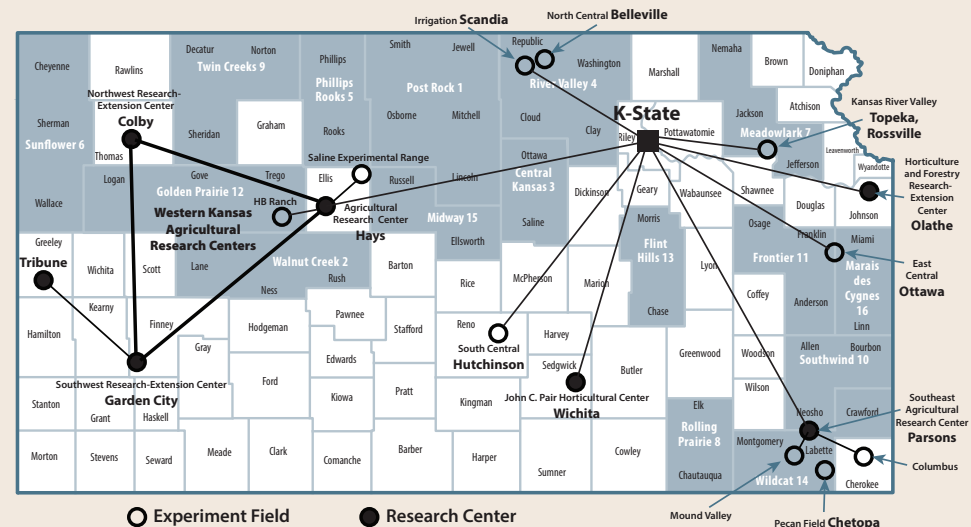 Irrigation Scandia
North Central Belleville
Cheyenne
Rawlins
Decatur
Norton
Twin Creeks 9
Phillips
Phillips
Rooks 5
Smith
Jewell
Post Rock 1
Republic
Washington
River Valley 4
Marshall
Nemaha
Brown
Doniphan
Atchison
Northwest Research-
Extension Center
Colby
Sherman
Sunflower 6
Thomas
Sheridan
Graham
Rooks
Osborne
Mitchell
Cloud
Clay
K-State
Riley
Pottawatomie
Jackson
Meadowlark 7
Jefferson
Leavenworth
Wyandotte
Kansas River Valley
Topeka,
Rossville
Saline Experimental Range
Wallace
Logan
Gove
Golden Prairie 12
Trego
HB Ranch
Ellis
Russell
Lincoln
Ottawa
Central
Kansas 3
Dickinson
Geary
Wabaunsee
Shawnee
Douglas
Johnson
Horticulture
and Forestry
Research-
Extension
Center
Olathe
Western Kansas
Agricultural
Research Centers
Agricultural
Research Center
Hays
Midway 15
Ellsworth
Saline
Morris
Flint
Hills 13
Osage
Franklin
Frontier 11
Miami
Marais
des
Cygnes
16
East
Central
Ottawa
Greeley
Tribune
Wichita
Scott
Lane
Walnut Creek 2
Ness
Rush
Barton
Rice
McPherson
Marion
Chase
Lyon
Coffey
Anderson
Linn
Hamilton
Kearny
Finney
Gray
Hodgeman
Pawnee
Edwards
Stafford
Reno
South Central
Hutchinson
Harvey
Sedgwick
Butler
Greenwood
Woodson
Allen
Bourbon
Southwind 10
Southwest Research-Extension Center
Garden City
John C. Pair Horticultural Center
Wichita
Stanton
Grant
Haskell
Ford
Kiowa
Pratt
Kingman
Elk
Rolling
Prairie 8
Wilson
Neosho
Crawford
Southeast
Agricultural
Research Center
Parsons
Morton
Stevens
Seward
Meade
Clark
Comanche
Barber
Harper
Sumner
Cowley
Chautauqua
Montgomery
Labette
Wildcat 14
Cherokee
Columbus
Mound Valley
Pecan Field Chetopa
Experiment Field
Research Center